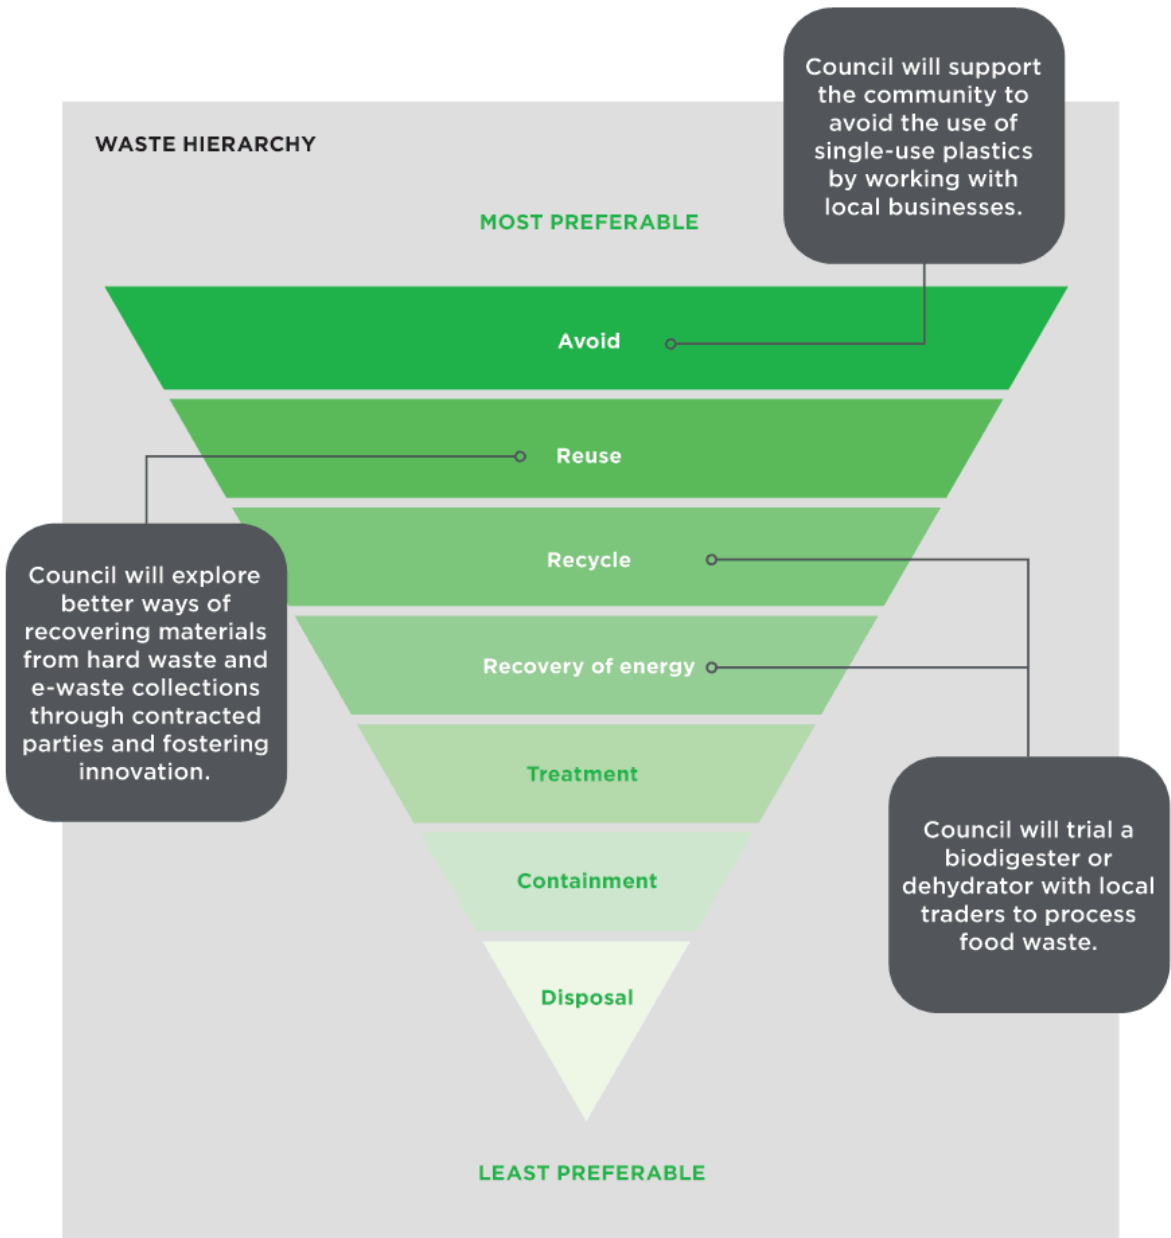 Council will support
the community to
avoid the use of
single-use plastics
by working with
local businesses.
WASTE HIERARCHY
MOST PREFERABLE
Avoid
Reuse
Recycle
Council will explore
better ways of
recovering materials
from hard waste and
e-waste collections
through contracted
parties and fostering
innovation.
Recovery of energy
Treatment
Council will trial a
biodigester or
dehydrator with local
traders to process
food waste.
Containment
Disposal
LEAST PREFERABLE